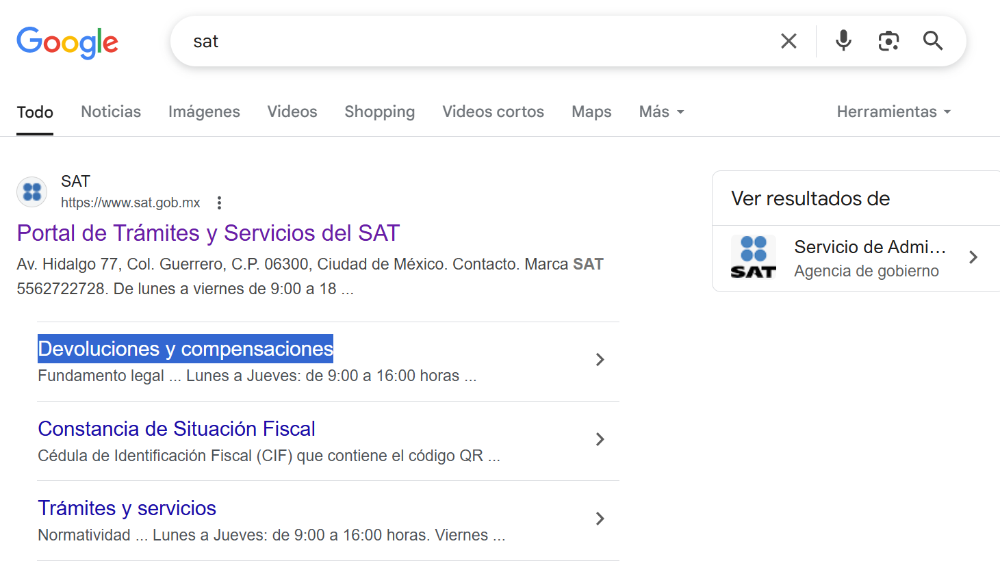 Google
sat
Todo
Noticias
Imágenes
Videos
Shopping
Videos cortos
Maps
Más
Herramientas
SAT
https://www.sat.gob.mx
Portal de Trámites y Servicios del SAT
Av. Hidalgo 77, Col. Guerrero, C.P. 06300, Ciudad de México. Contacto. Marca SAT
5562722728. De lunes a viernes de 9:00 a 18 ...
Devoluciones y compensaciones
Fundamento legal ... Lunes a Jueves: de 9:00 a 16:00 horas ...
Constancia de Situación Fiscal
Cédula de Identificación Fiscal (CIF) que contiene el código QR ...
Trámites y servicios
Normatividad ... Lunes a Jueves: de 9:00 a 16:00 horas. Viernes ...
Ver resultados de
SAT
Servicio de Admi...
Agencia de gobierno